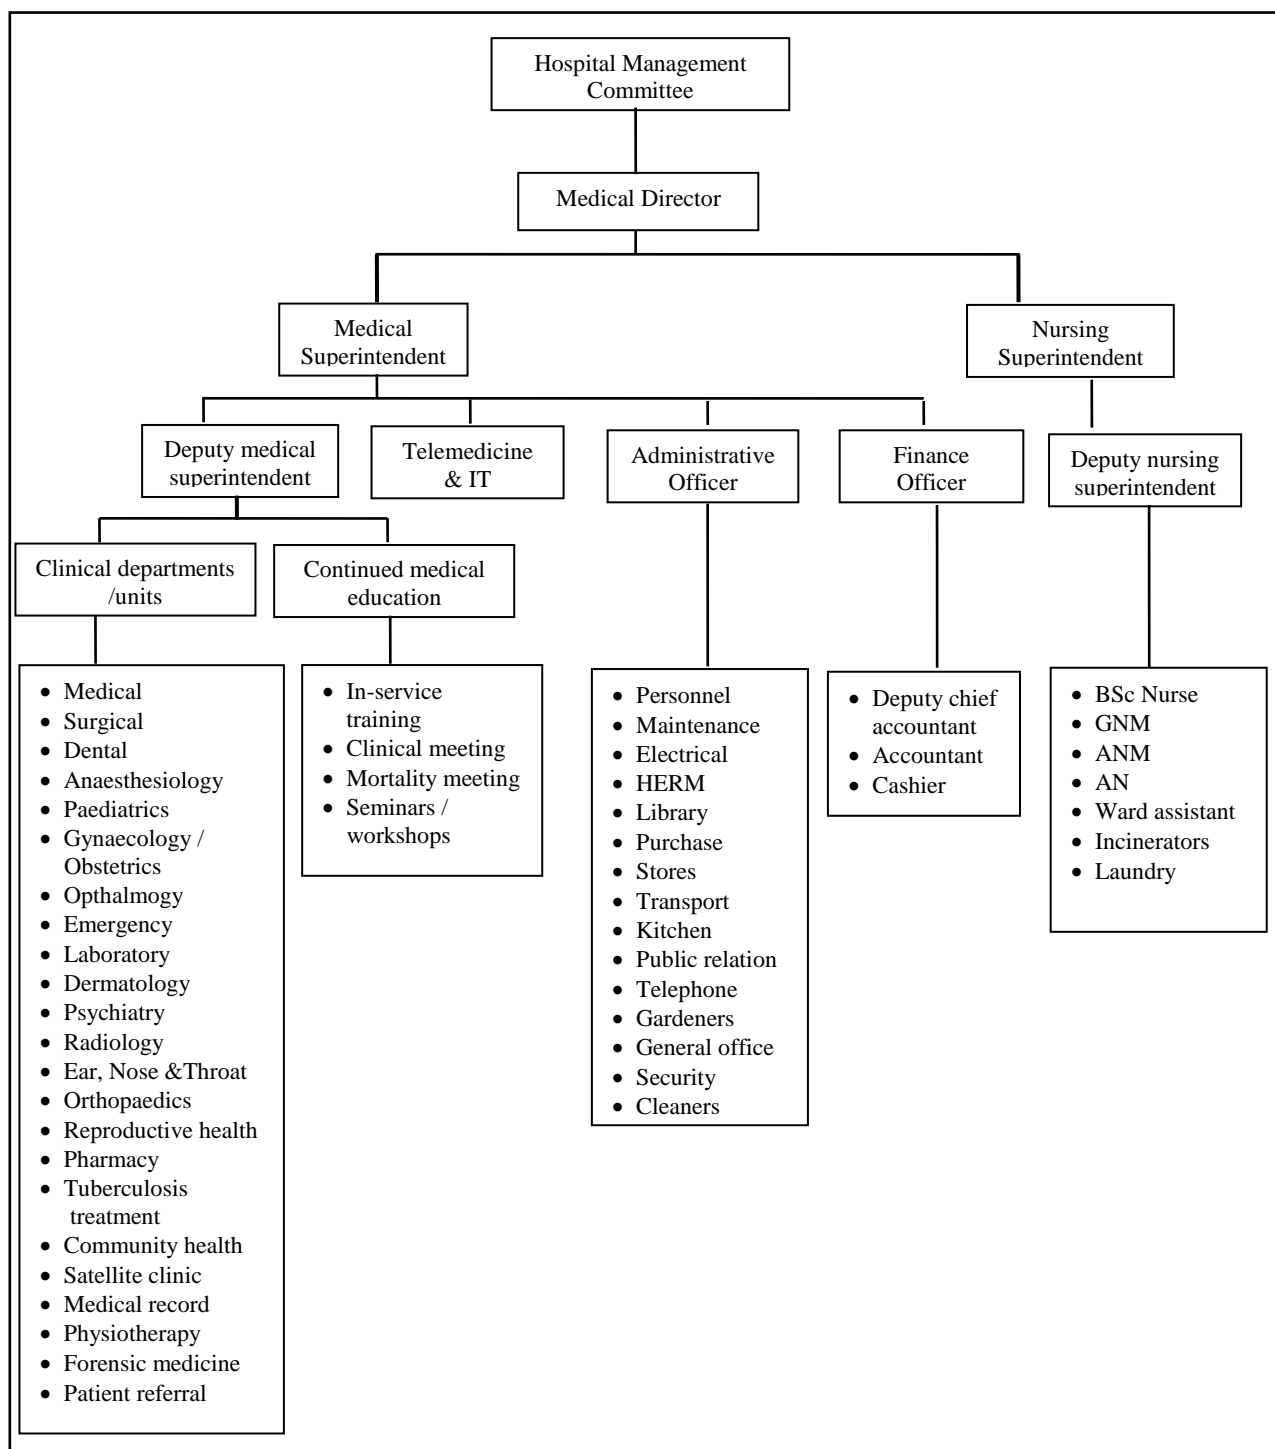 Hospital Management
Committee
Medical Director
Medical
Superintendent
Nursing
Superintendent
Deputy medical
superintendent
Telemedicine
& IT
Administrative
Officer
Finance
Officer
Deputy nursing
superintendent
Clinical departments
/units
Continued medical
education
• Medical
• Surgical
• Dental
• Anaesthesiology
• Paediatrics
• Gynaecology /
Obstetrics
• Opthalmogy
• Emergency
• Laboratory
• Dermatology
• Psychiatry
• Radiology
• Ear, Nose &Throat
• Orthopaedics
• Reproductive health
• Pharmacy
• Tuberculosis
treatment
• Community health
• Satellite clinic
• Medical record
• Physiotherapy
• Forensic medicine
• Patient referral
• In-service
training
• Clinical meeting
• Mortality meeting
• Seminars /
workshops
• Personnel
• Maintenance
• Electrical
• HERM
• Library
• Purchase
• Stores
• Transport
• Kitchen
• Public relation
• Telephone
• Gardeners
• General office
• Security
• Cleaners
• Deputy chief
accountant
• Accountant
• Cashier
• BSc Nurse
• GNM
• ANM
• AN
• Ward assistant
• Incinerators
• Laundry